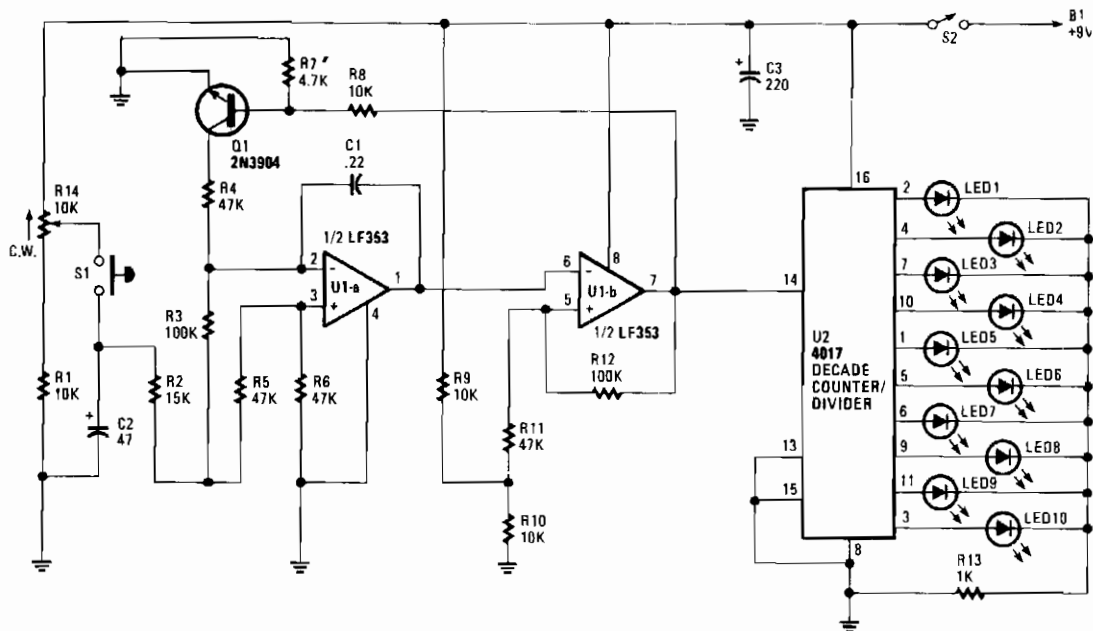 B1
+9V
S2
R7
4.7K
R8
10K
C3
220
+
Q1
2N3904
C1
.22
R14
10K
C.W.
R4
47K
S1
1/2 LF353
2
-
U1-a
1
3
+
4
8
6
-
U1-b
7
5
+
1/2 LF353
16
14
U2
4017
DECADE
COUNTER/
DIVIDER
13
15
8
2
LED1
4
LED2
7
LED3
10
LED4
1
LED5
5
LED6
6
LED7
9
LED8
11
LED9
3
LED10
R3
100K
R1
10K
C2
47
+
R2
15K
R5
47K
R6
47K
R9
10K
R12
100K
R11
47K
R10
10K
R13
1K